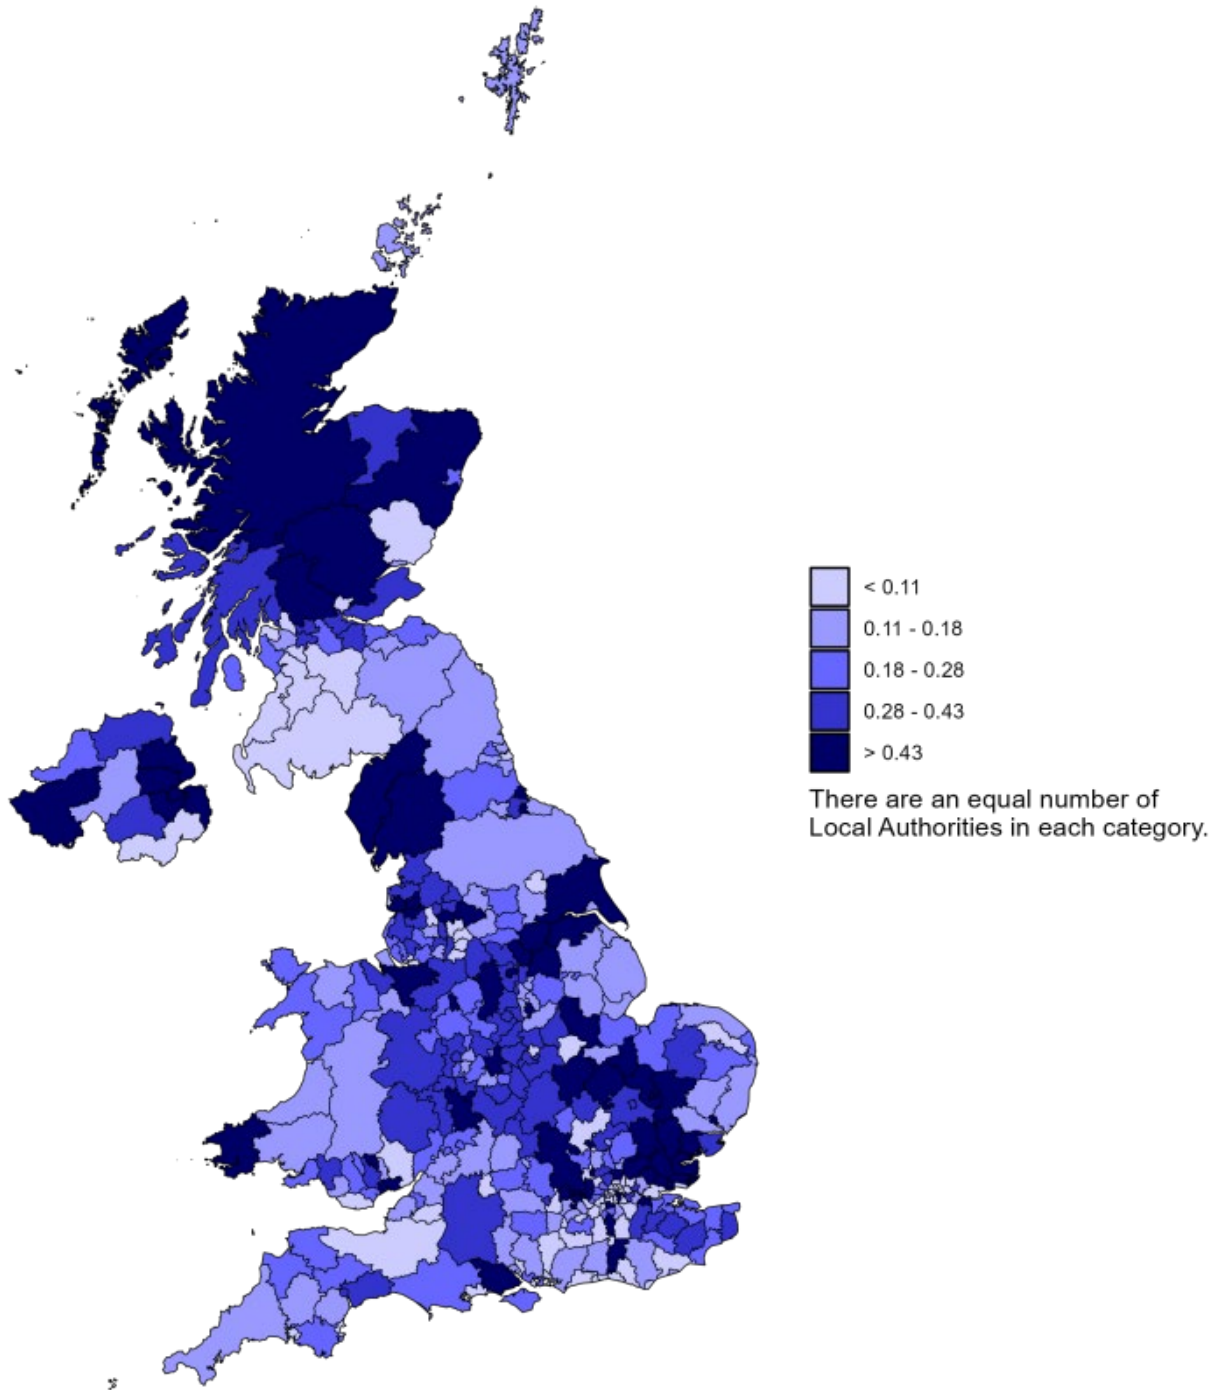 < 0.11
0.11 - 0.18
0.18 - 0.28
0.28 - 0.43
> 0.43
There are an equal number of
Local Authorities in each category.